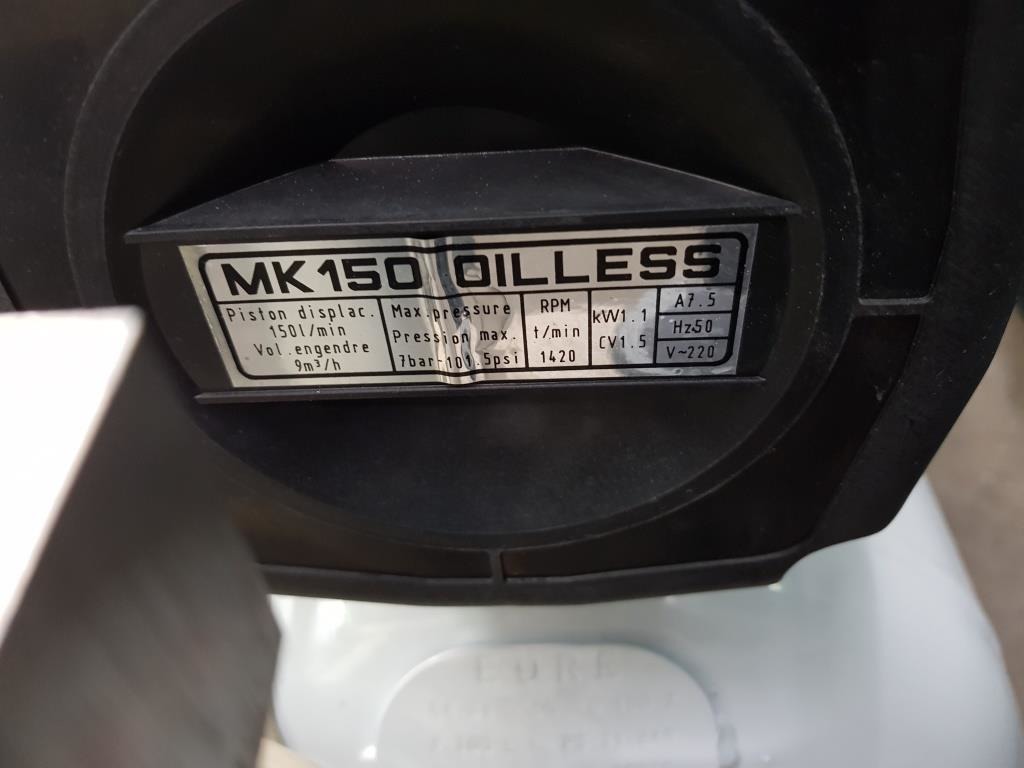 MK150 OILLESS
Piston displac.
150l/min
Vol.engendre
9m³/h
Max.pressure
Pression max.
7bar-101.5psi
RPM
t/min
1420
kW1.1
CV1.5
A7.5
Hz50
V~220